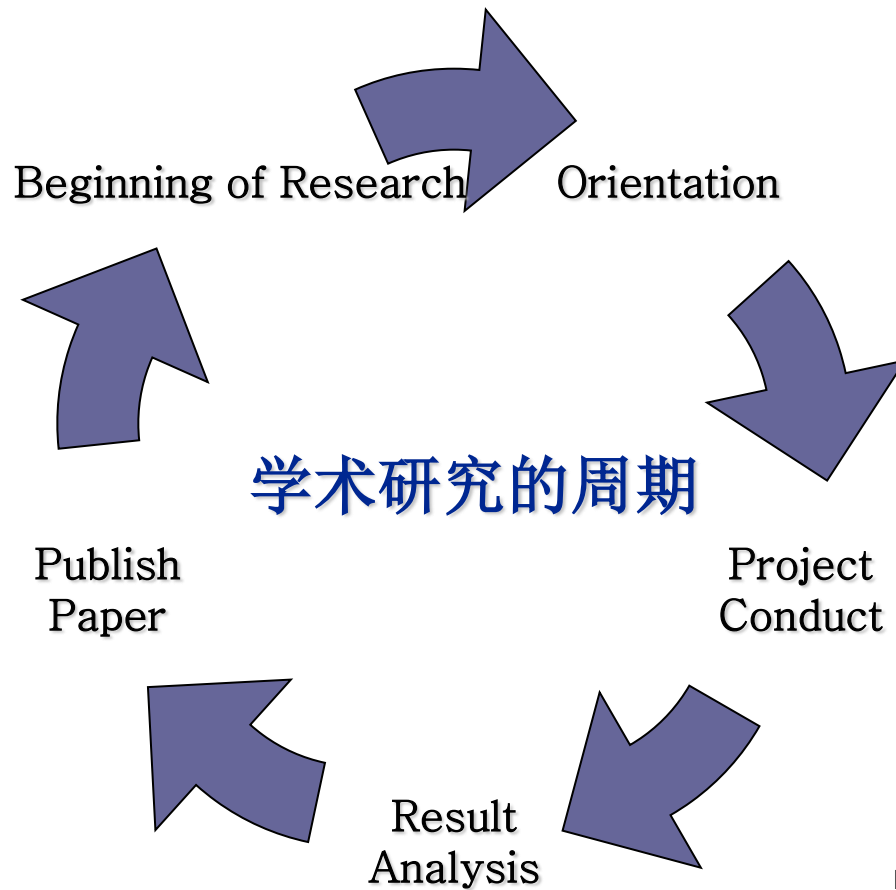 Beginning of Research
Orientation
学术研究的周期
Publish
Paper
Project
Conduct
Result
Analysis